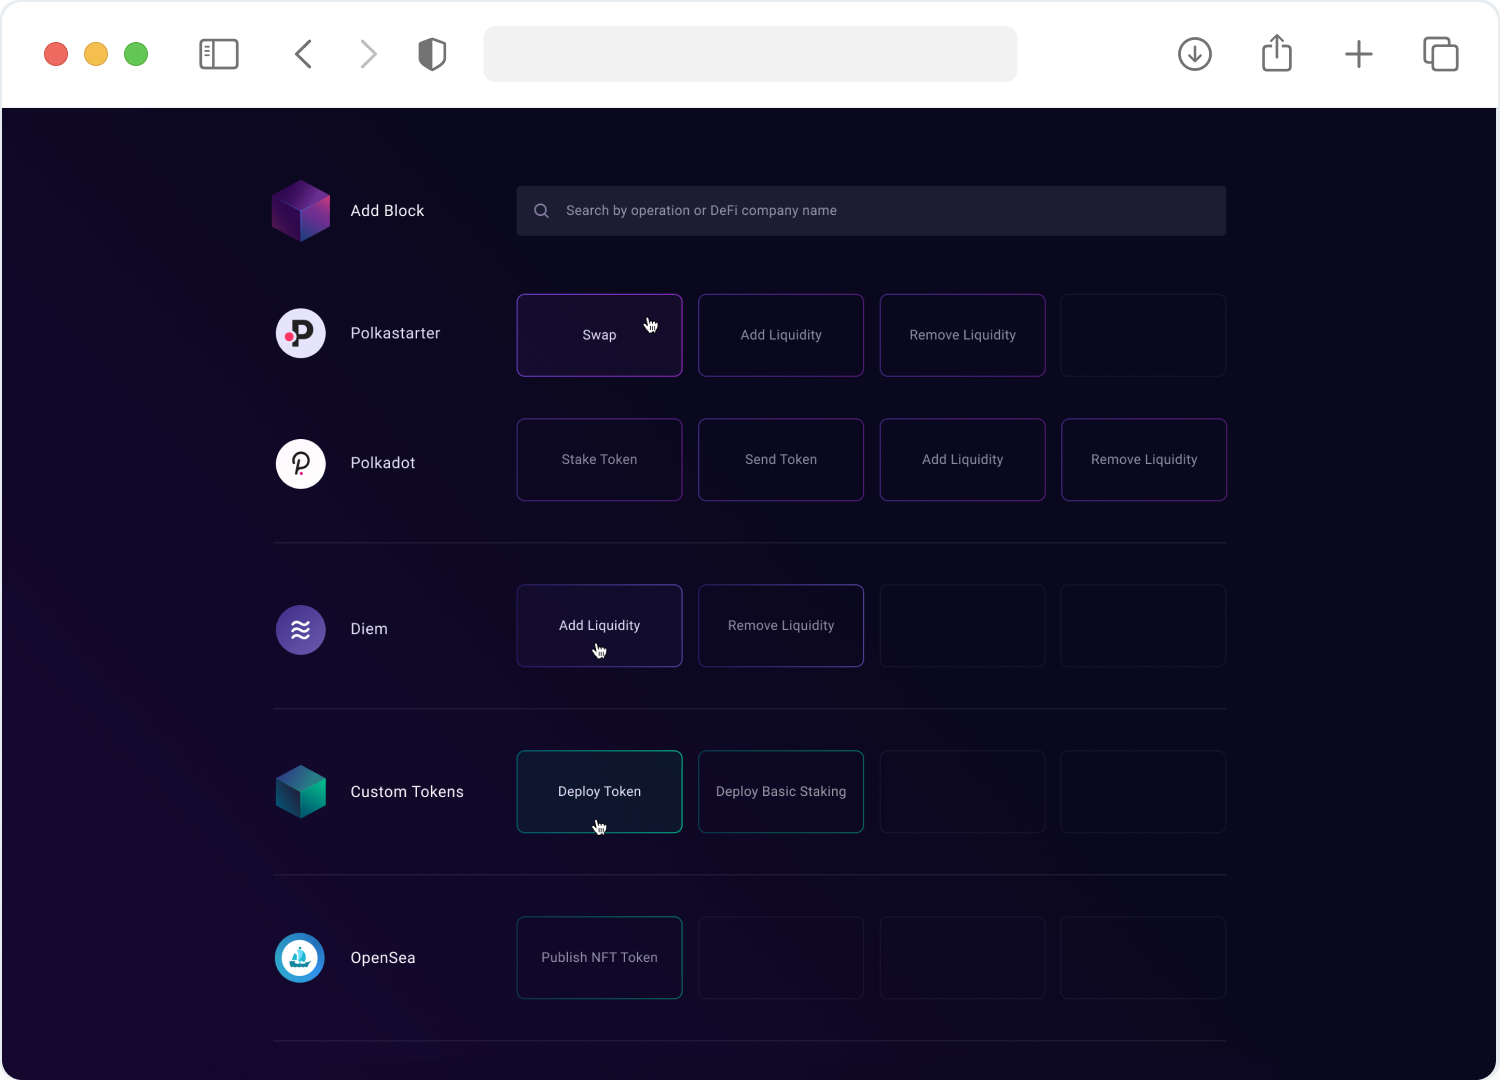 Add Block
Search by operation or DeFi company name
Polkastarter
Swap
Add Liquidity
Remove Liquidity
Polkadot
Stake Token
Send Token
Add Liquidity
Remove Liquidity
Diem
Add Liquidity
Remove Liquidity
Custom Tokens
Deploy Token
Deploy Basic Staking
OpenSea
Publish NFT Token